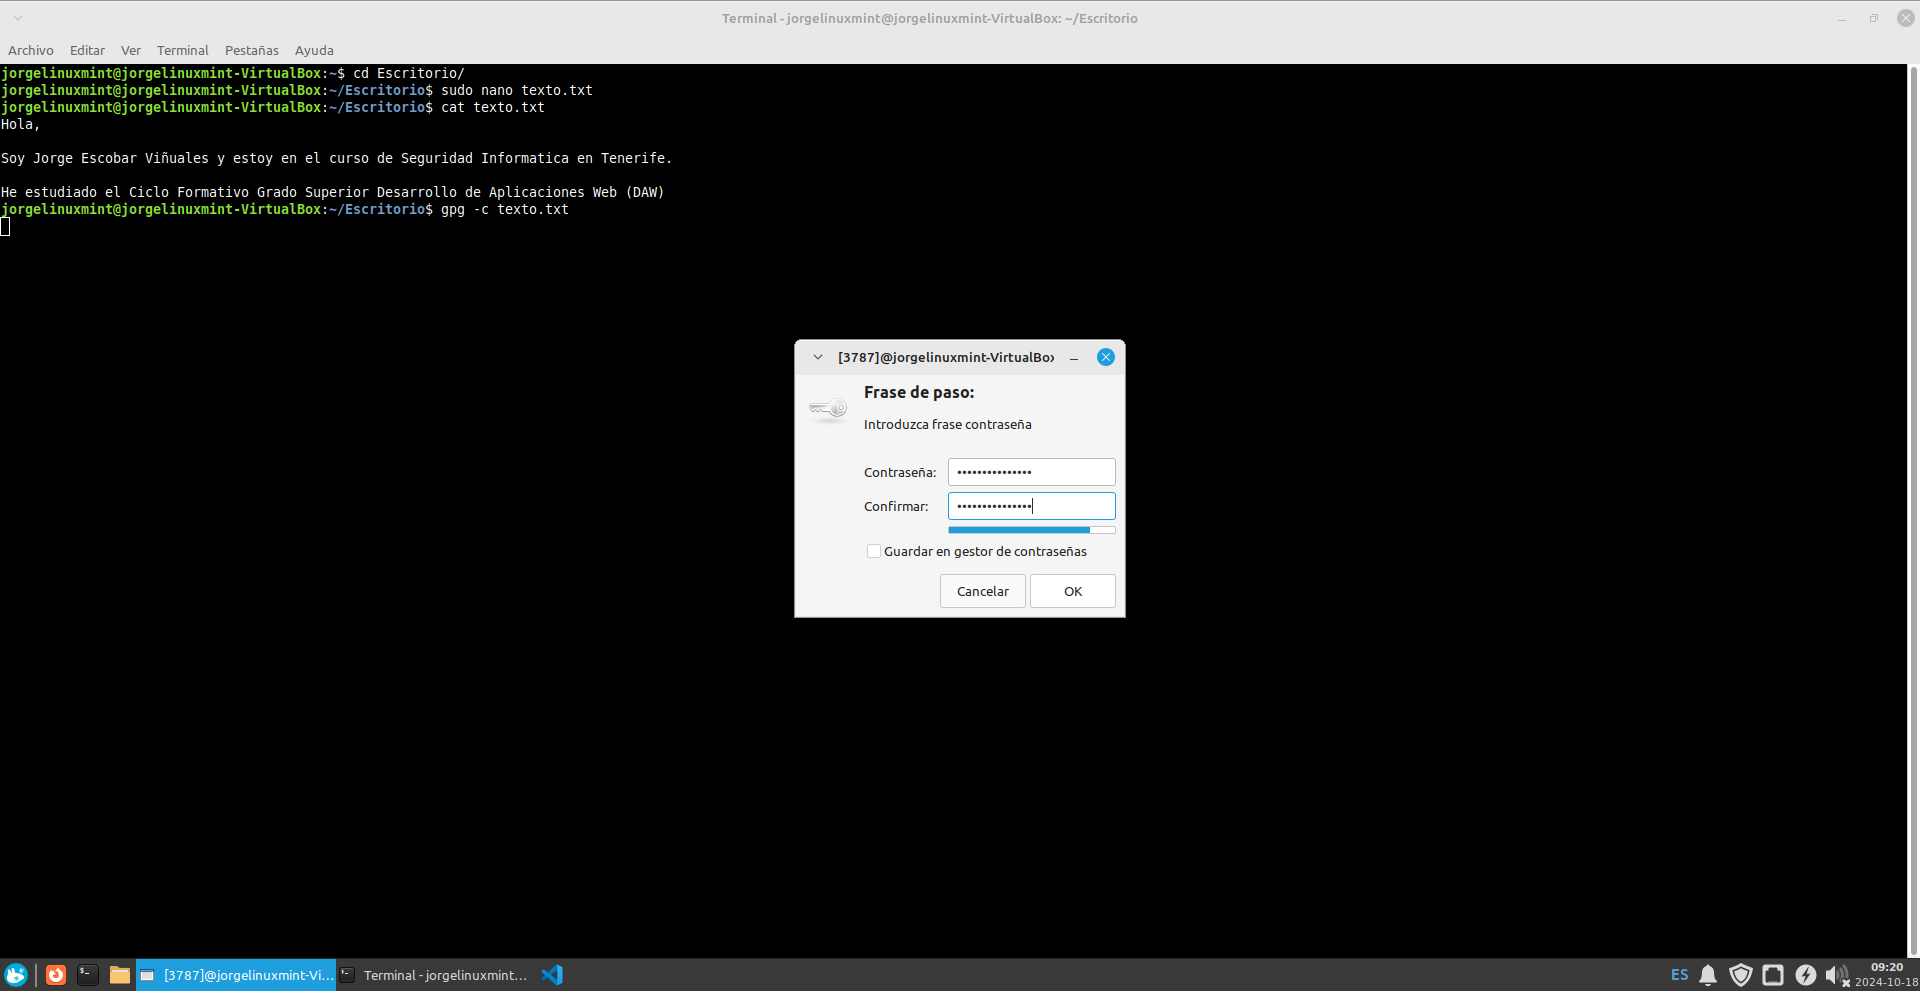 Terminal - jorgelinuxmint@jorgelinuxmint-VirtualBox: ~/Escritorio
Archivo Editar Ver Terminal Pestañas Ayuda
jorgelinuxmint@jorgelinuxmint-VirtualBox:~$ cd Escritorio/
jorgelinuxmint@jorgelinuxmint-VirtualBox:~/Escritorio$ sudo nano texto.txt
jorgelinuxmint@jorgelinuxmint-VirtualBox:~/Escritorio$ cat texto.txt
Hola,
Soy Jorge Escobar Viñuales y estoy en el curso de Seguridad Informatica en Tenerife.
He estudiado el Ciclo Formativo Grado Superior Desarrollo de Aplicaciones Web (DAW)
jorgelinuxmint@jorgelinuxmint-VirtualBox:~/Escritorio$ gpg -c texto.txt
[3787]@jorgelinuxmint-VirtualBox
Frase de paso:
Introduzca frase contraseña
Contraseña: •••••••••••••••
Confirmar: •••••••••••••••
Guardar en gestor de contraseñas
Cancelar OK
[3787]@jorgelinuxmint-Vi... Terminal - jorgelinuxmint... ES 09:20
2024-10-18